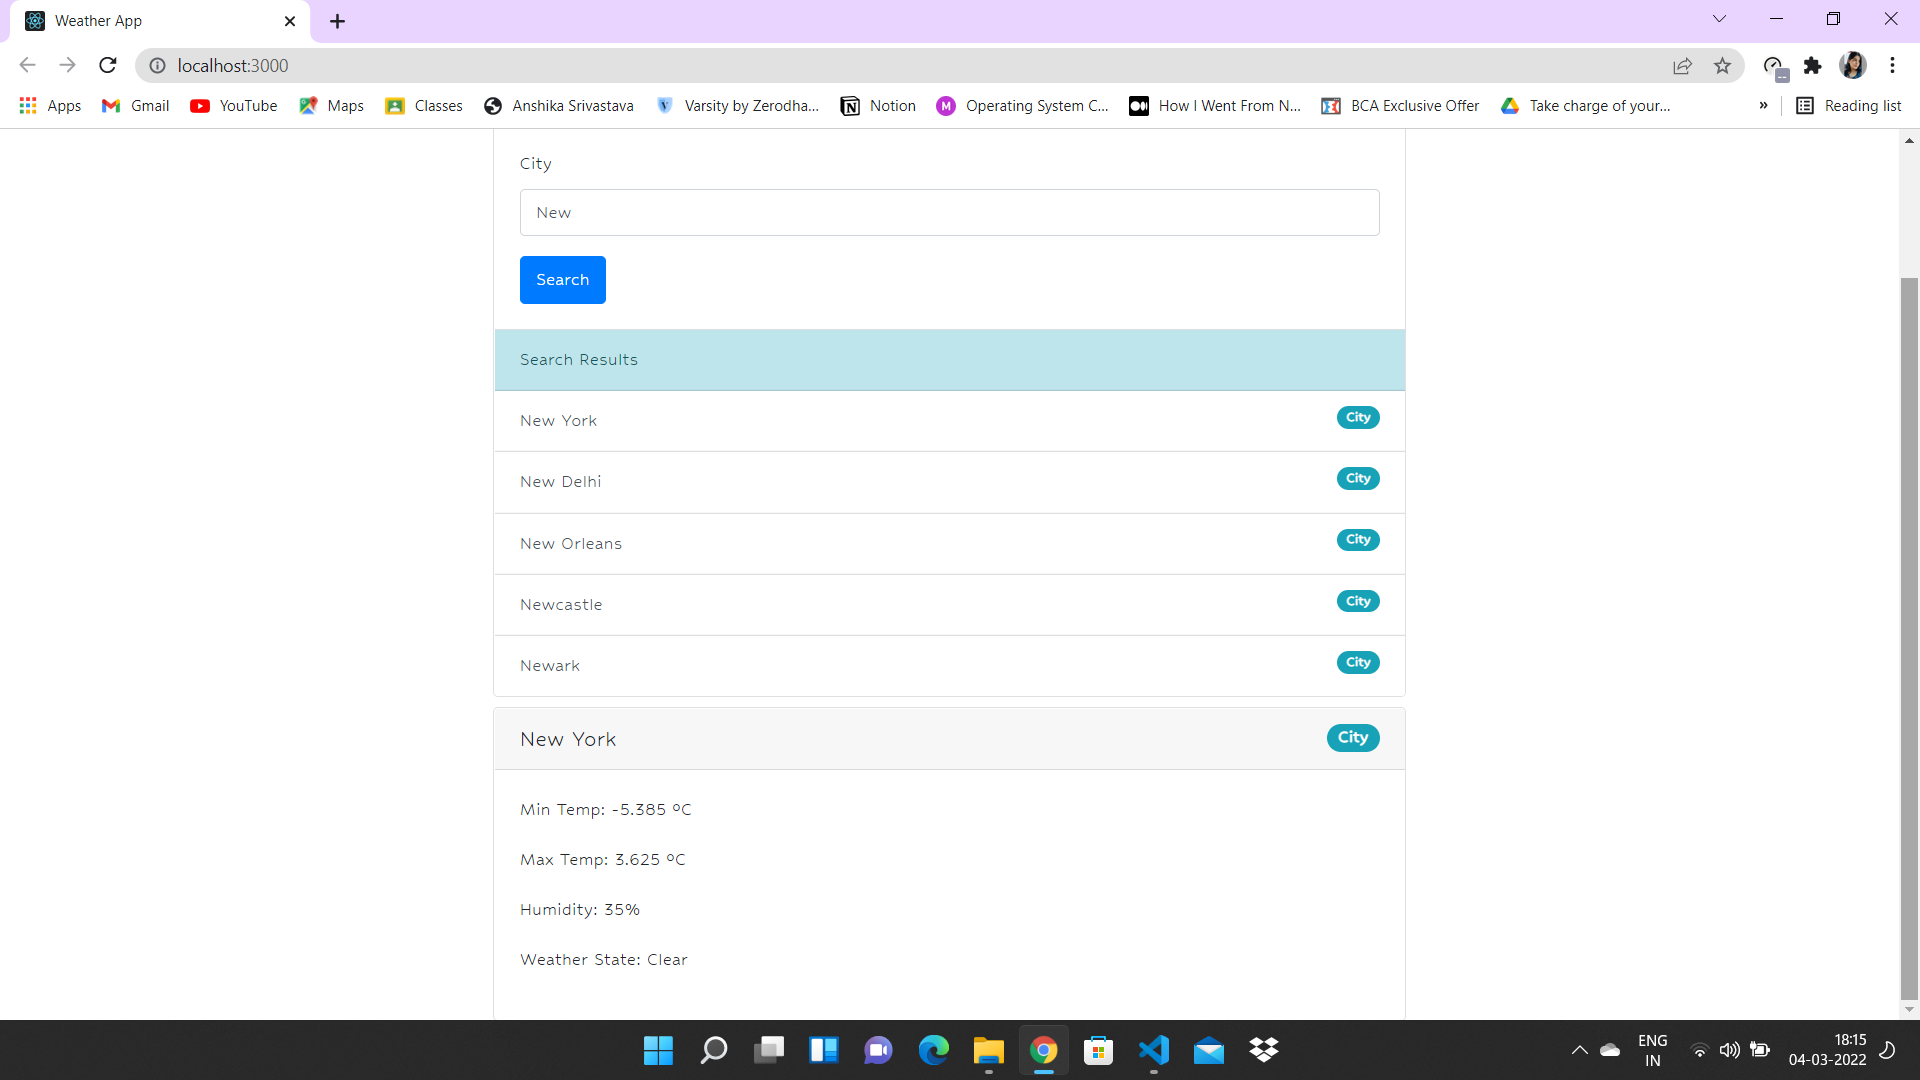 Weather App
localhost:3000
Apps Gmail YouTube Maps Classes Anshika Srivastava Varsity by Zerodha... Notion Operating System C... How I Went From N... BCA Exclusive Offer Take charge of your... » Reading list
City
New
Search
Search Results
New York City
New Delhi City
New Orleans City
Newcastle City
Newark City
New York City
Min Temp: -5.385 ºC
Max Temp: 3.625 ºC
Humidity: 35%
Weather State: Clear
ENG 18:15
IN 04-03-2022